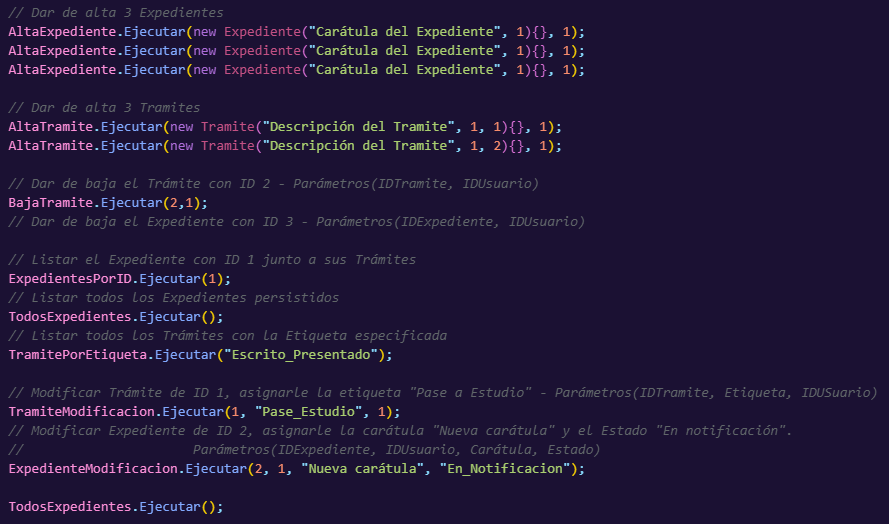 // Dar de alta 3 Expedientes
AltaExpediente.Ejecutar(new Expediente("Carátula del Expediente", 1){}, 1);
AltaExpediente.Ejecutar(new Expediente("Carátula del Expediente", 1){}, 1);
AltaExpediente.Ejecutar(new Expediente("Carátula del Expediente", 1){}, 1);
// Dar de alta 3 Tramites
AltaTramite.Ejecutar(new Tramite("Descripción del Tramite", 1, 1){}, 1);
AltaTramite.Ejecutar(new Tramite("Descripción del Tramite", 1, 2){}, 1);
// Dar de baja el Trámite con ID 2 - Parámetros(IDTramite, IDUsuario)
BajaTramite.Ejecutar(2,1);
// Dar de baja el Expediente con ID 3 - Parámetros(IDExpediente, IDUsuario)
// Listar el Expediente con ID 1 junto a sus Trámites
ExpedientesPorID.Ejecutar(1);
// Listar todos los Expedientes persistidos
TodosExpedientes.Ejecutar();
// Listar todos los Trámites con la Etiqueta especificada
TramitePorEtiqueta.Ejecutar("Escrito_Presentado");
// Modificar Trámite de ID 1, asignarle la etiqueta "Pase a Estudio" - Parámetros(IDTramite, Etiqueta, IDUSuario)
TramiteModificacion.Ejecutar(1, "Pase_Estudio", 1);
// Modificar Expediente de ID 2, asignarle la carátula "Nueva carátula" y el Estado "En notificación".
// Parámetros(IDExpediente, IDUsuario, Carátula, Estado)
ExpedienteModificacion.Ejecutar(2, 1, "Nueva carátula", "En_Notificacion");
TodosExpedientes.Ejecutar();